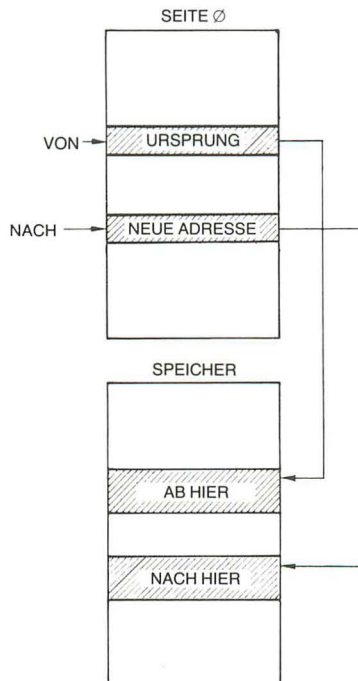 SEITE Ø
VON
URSPRUNG
NACH
NEUE ADRESSE
SPEICHER
AB HIER
NACH HIER